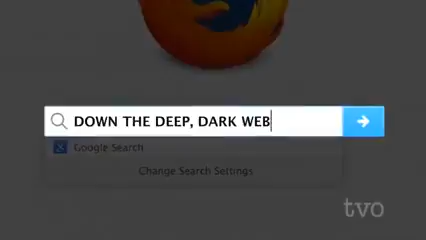 DOWN THE DEEP, DARK WEB
Google Search
Change Search Settings
tvo